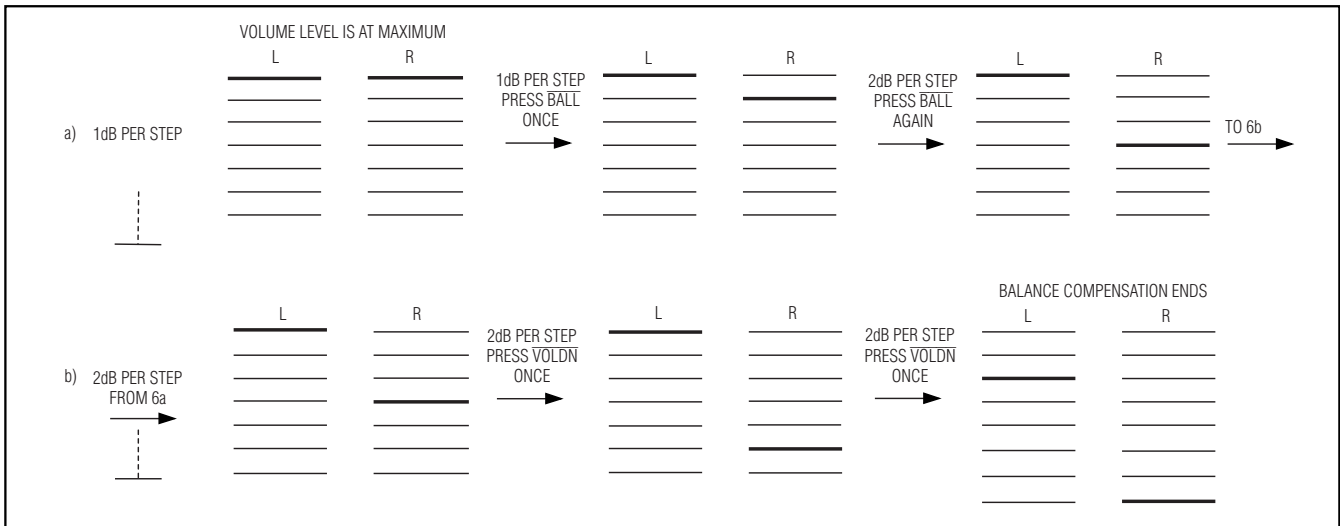 VOLUME LEVEL IS AT MAXIMUM
L
R
a) 1dB PER STEP
1dB PER STEP
PRESS BALL
ONCE
L
R
2dB PER STEP
PRESS BALL
AGAIN
L
R
TO 6b
b) 2dB PER STEP
FROM 6a
L
R
2dB PER STEP
PRESS VOLDN
ONCE
L
R
2dB PER STEP
PRESS VOLDN
ONCE
BALANCE COMPENSATION ENDS
L
R